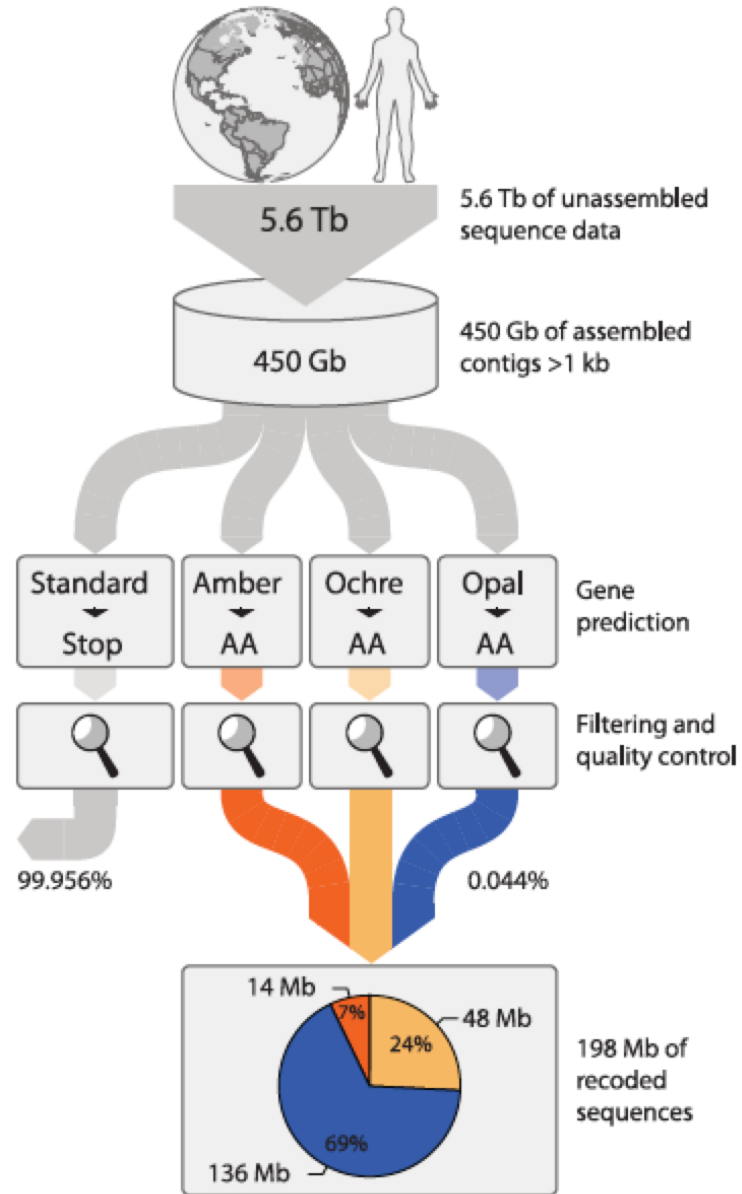 5.6 Tb
5.6 Tb of unassembled
sequence data
450 Gb
450 Gb of assembled
contigs >1 kb
Standard
Stop
Amber
AA
Ochre
AA
Opal
AA
Gene
prediction
Filtering and
quality control
99.956%
0.044%
14 Mb
7%
48 Mb
24%
69%
136 Mb
198 Mb of
recoded
sequences